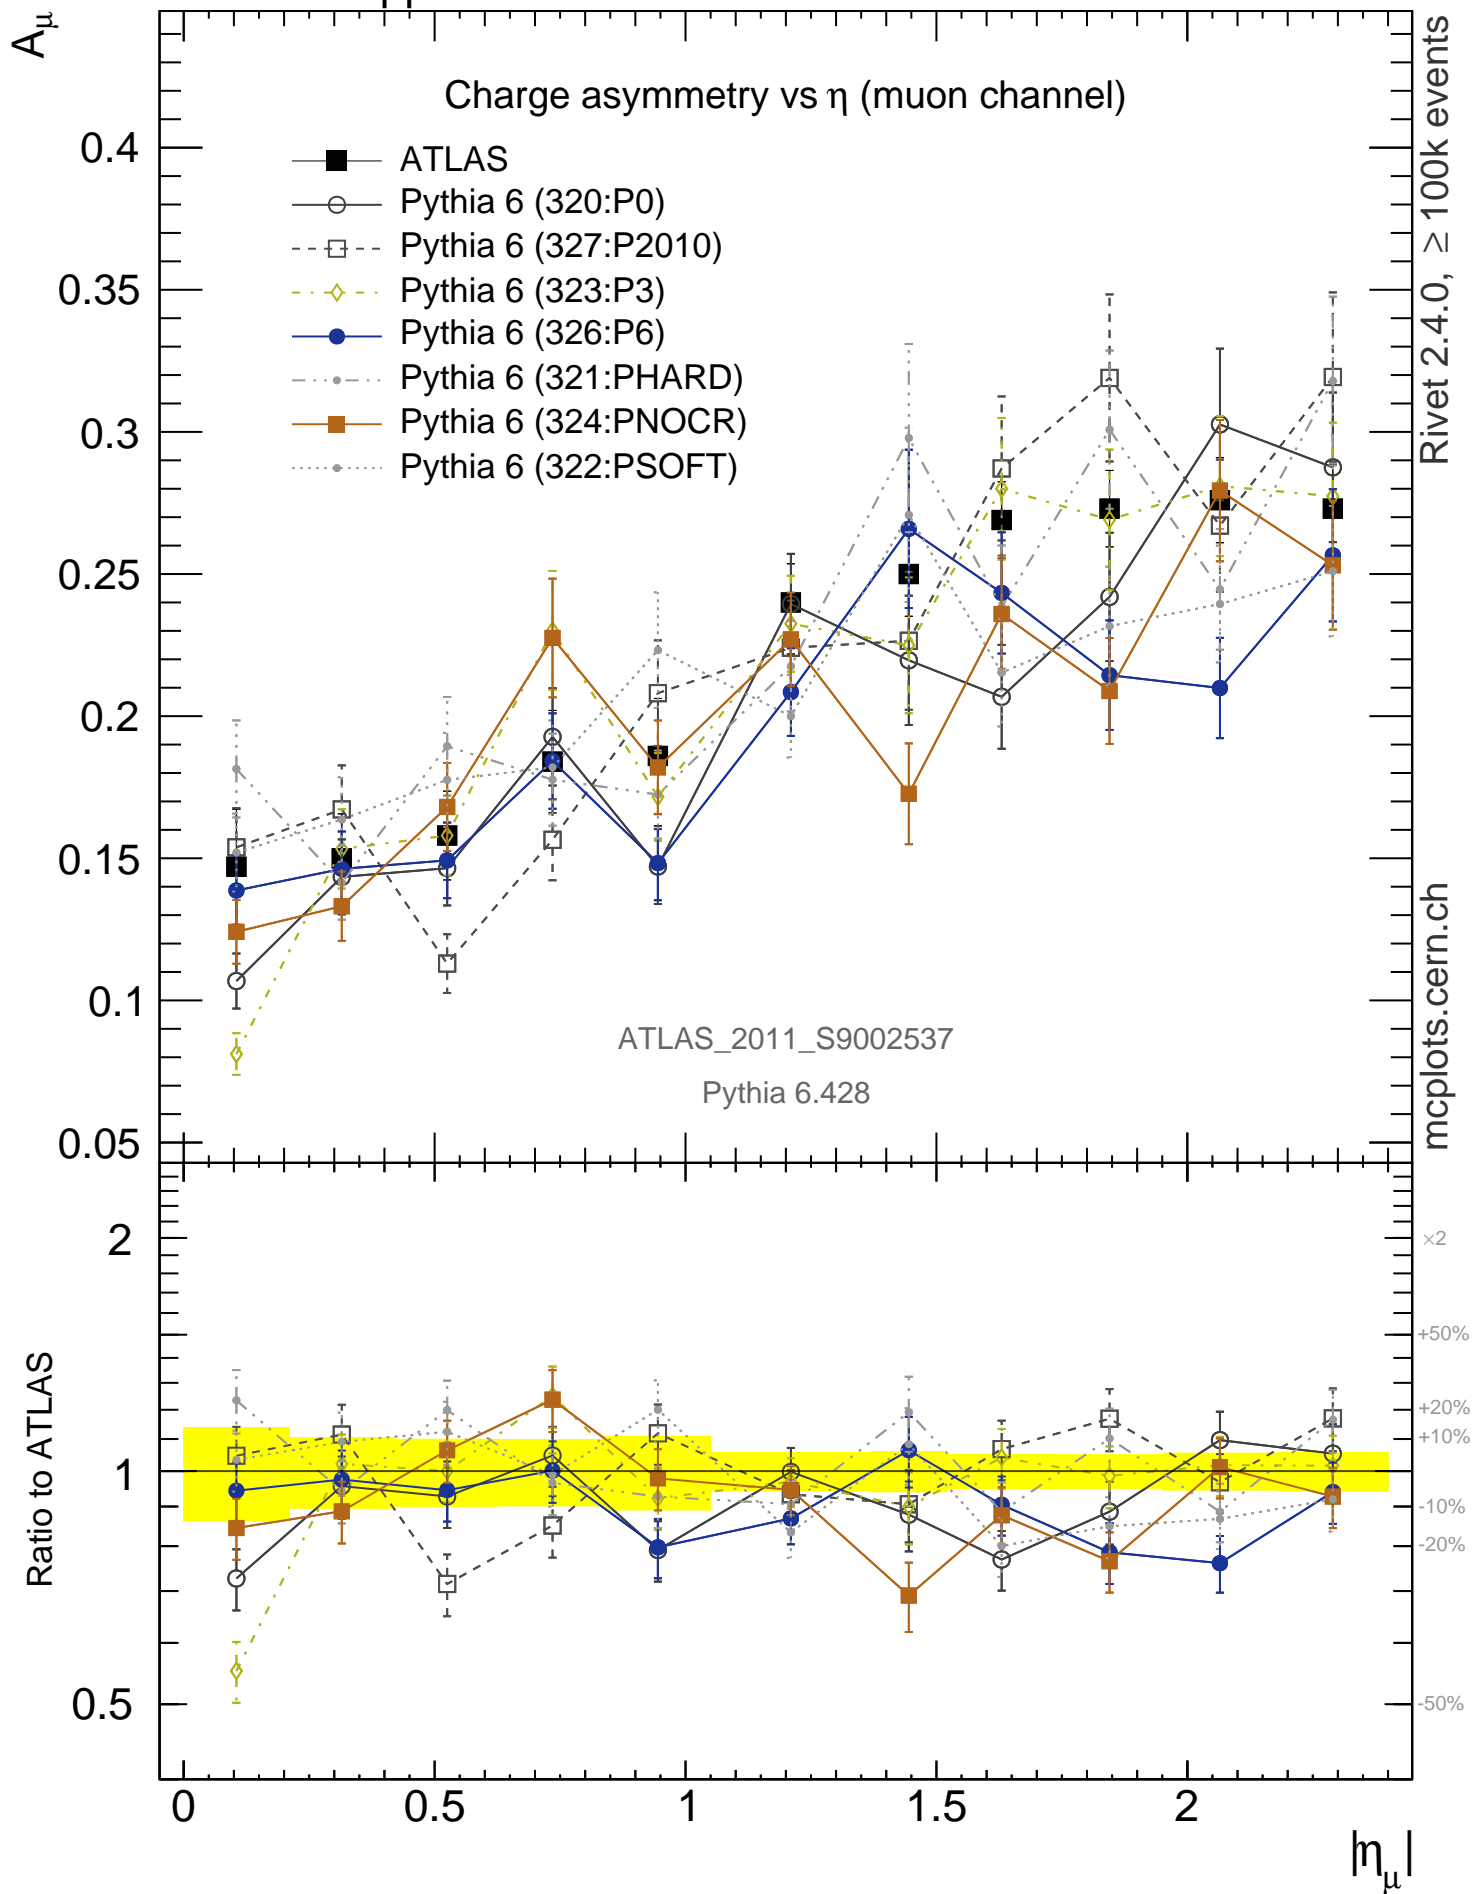 Aμ
Charge asymmetry vs η (muon channel)
ATLAS
Pythia 6 (320:P0)
Pythia 6 (327:P2010)
Pythia 6 (323:P3)
Pythia 6 (326:P6)
Pythia 6 (321:PHARD)
Pythia 6 (324:PNOCR)
Pythia 6 (322:PSOFT)
0.4
0.35
0.3
0.25
0.2
0.15
0.1
0.05
ATLAS_2011_S9002537
Pythia 6.428
Rivet 2.4.0, ≥ 100k events
mcplots.cern.ch
Ratio to ATLAS
2
1
0.5
×2
+50%
+20%
+10%
-10%
-20%
-50%
0 0.5 1 1.5 2
|ημ|